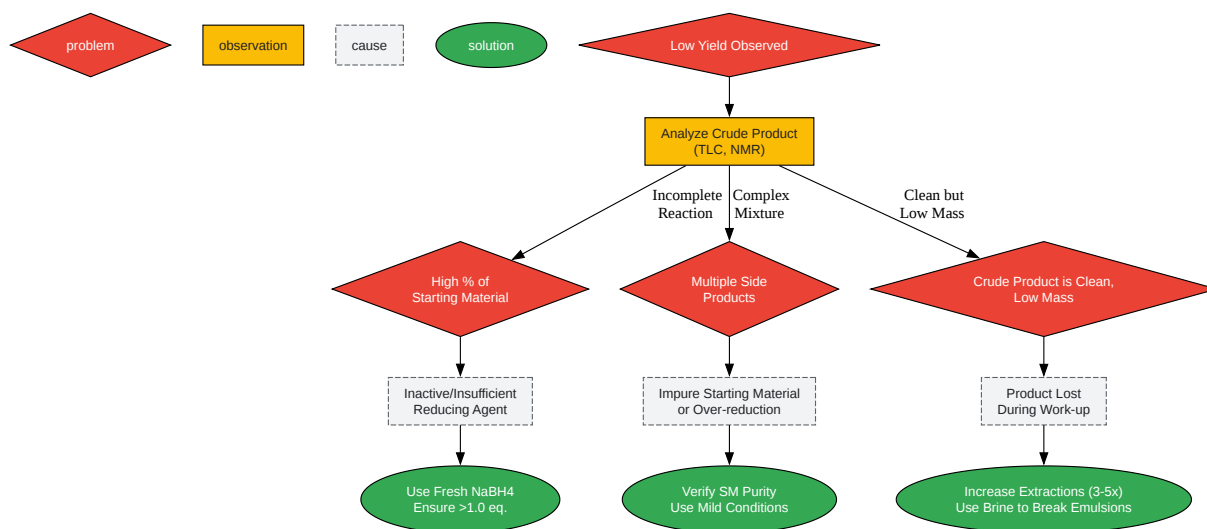 problem
observation
cause
solution
Low Yield Observed
Analyze Crude Product
(TLC, NMR)
Incomplete
Reaction
Complex
Mixture
Clean but
Low Mass
High % of
Starting Material
Multiple Side
Products
Crude Product is Clean,
Low Mass
Inactive/Insufficient
Reducing Agent
Impure Starting Material
or Over-reduction
Product Lost
During Work-up
Use Fresh NaBH4
Ensure >1.0 eq.
Verify SM Purity
Use Mild Conditions
Increase Extractions (3-5x)
Use Brine to Break Emulsions